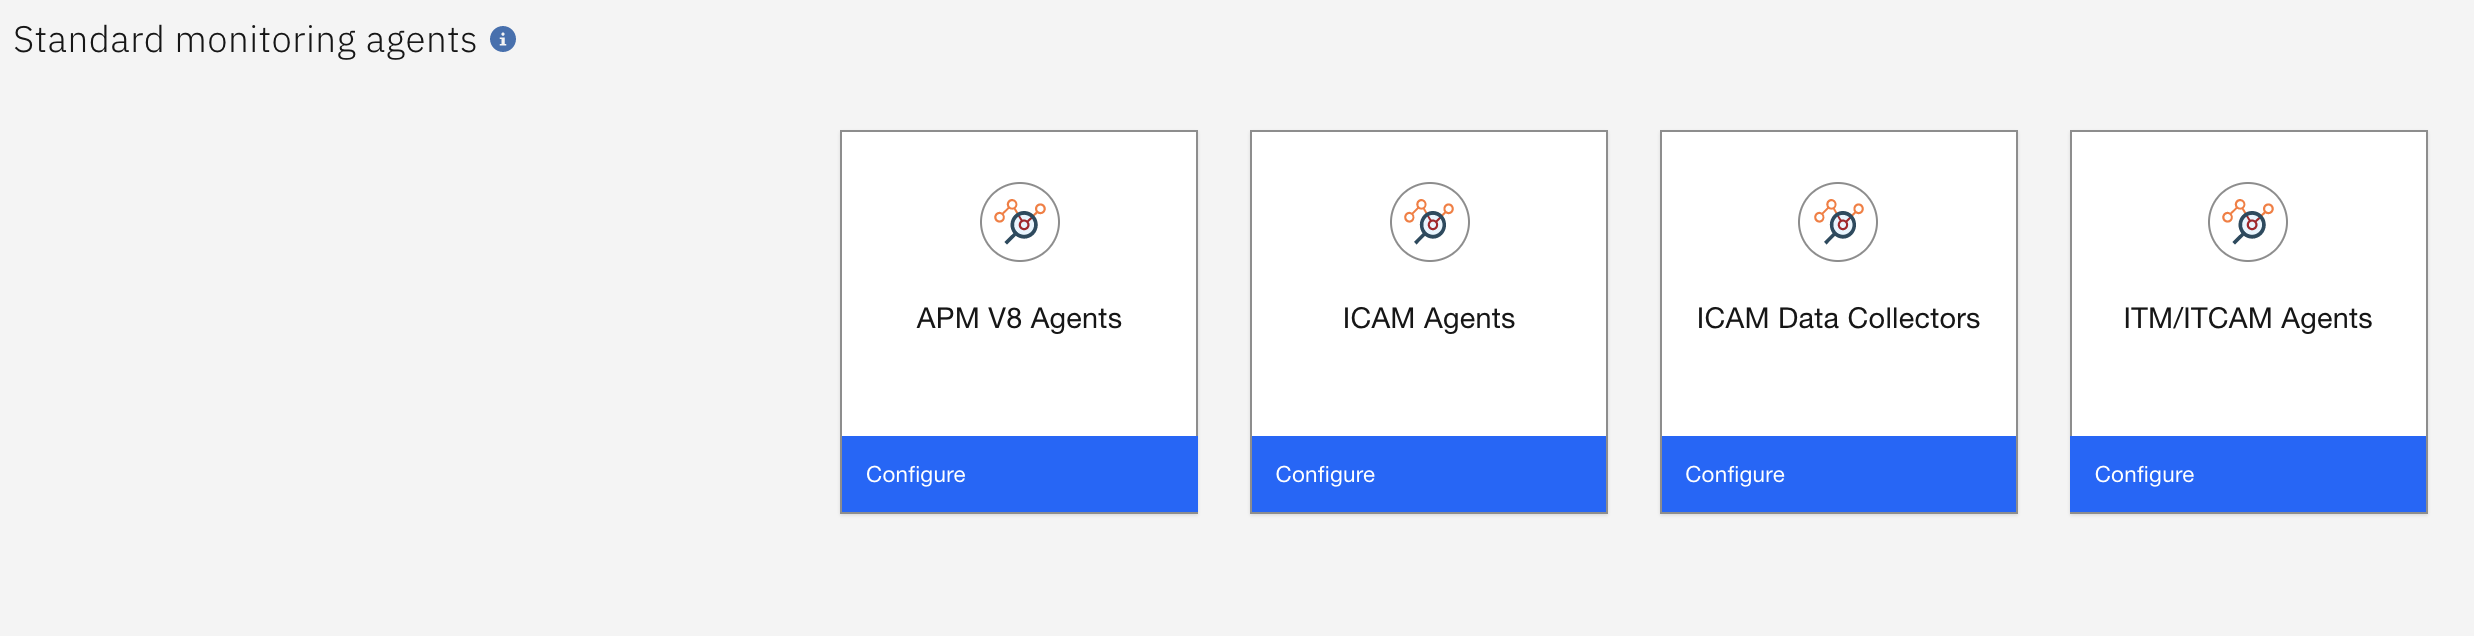 Standard monitoring agents
APM V8 Agents
ICAM Agents
ICAM Data Collectors
ITM/ITCAM Agents
Configure
Configure
Configure
Configure